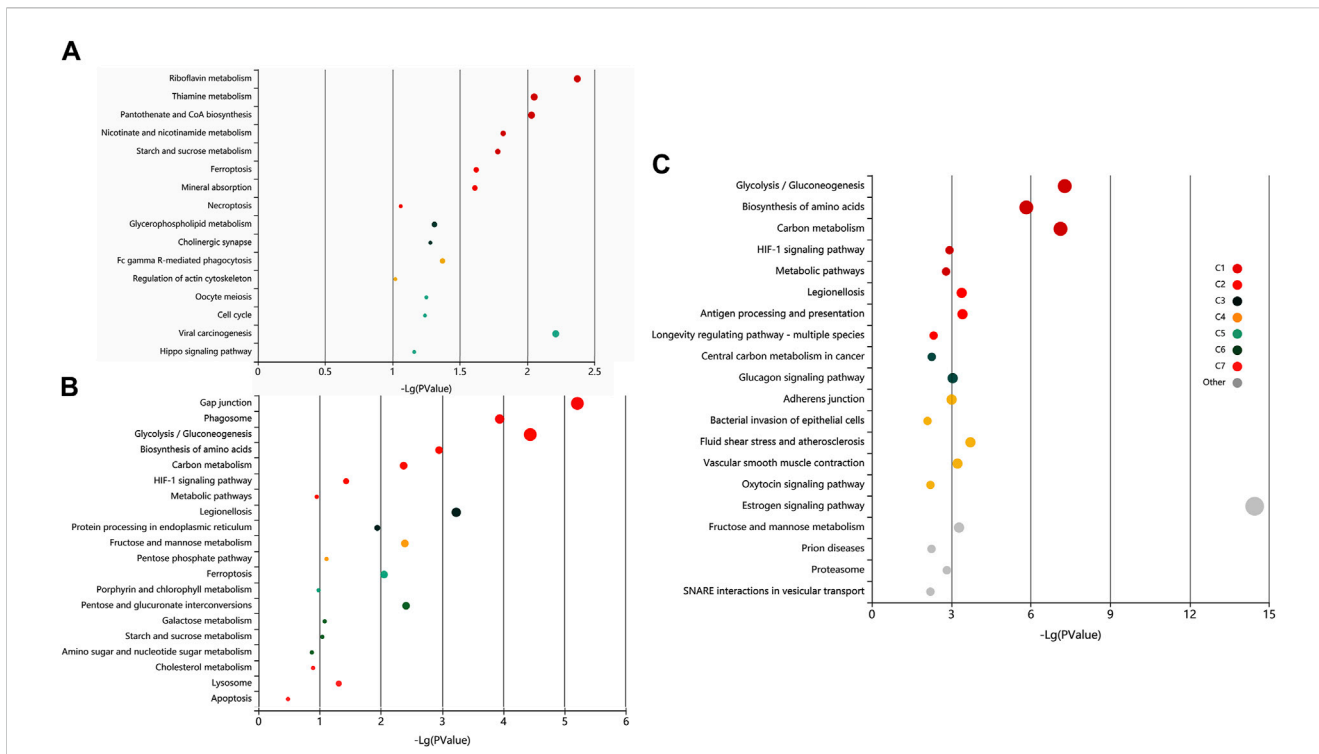 A
Riboflavin metabolism
Thiamine metabolism
Pantothenate and CoA biosynthesis
Nicotinate and nicotinamide metabolism
Starch and sucrose metabolism
Ferroptosis
Mineral absorption
Necroptosis
Glycerophospholipid metabolism
Cholinergic synapse
Fc gamma R-mediated phagocytosis
Regulation of actin cytoskeleton
Oocyte meiosis
Cell cycle
Viral carcinogenesis
Hippo signaling pathway
0 0.5 1 1.5 2 2.5
-Lg(PValue)
B
Gap junction
Phagosome
Glycolysis / Gluconeogenesis
Biosynthesis of amino acids
Carbon metabolism
HIF-1 signaling pathway
Metabolic pathways
Legionellosis
Protein processing in endoplasmic reticulum
Fructose and mannose metabolism
Pentose phosphate pathway
Ferroptosis
Porphyrin and chlorophyll metabolism
Pentose and glucuronate interconversions
Galactose metabolism
Starch and sucrose metabolism
Amino sugar and nucleotide sugar metabolism
Cholesterol metabolism
Lysosome
Apoptosis
0 1 2 3 4 5 6
-Lg(PValue)
C
Glycolysis / Gluconeogenesis
Biosynthesis of amino acids
Carbon metabolism
HIF-1 signaling pathway
Metabolic pathways
Legionellosis
Antigen processing and presentation
Longevity regulating pathway - multiple species
Central carbon metabolism in cancer
Glucagon signaling pathway
Adherens junction
Bacterial invasion of epithelial cells
Fluid shear stress and atherosclerosis
Vascular smooth muscle contraction
Oxytocin signaling pathway
Estrogen signaling pathway
Fructose and mannose metabolism
Prion diseases
Proteasome
SNARE interactions in vesicular transport
0 3 6 9 12 15
-Lg(PValue)
C1
C2
C3
C4
C5
C6
C7
Other